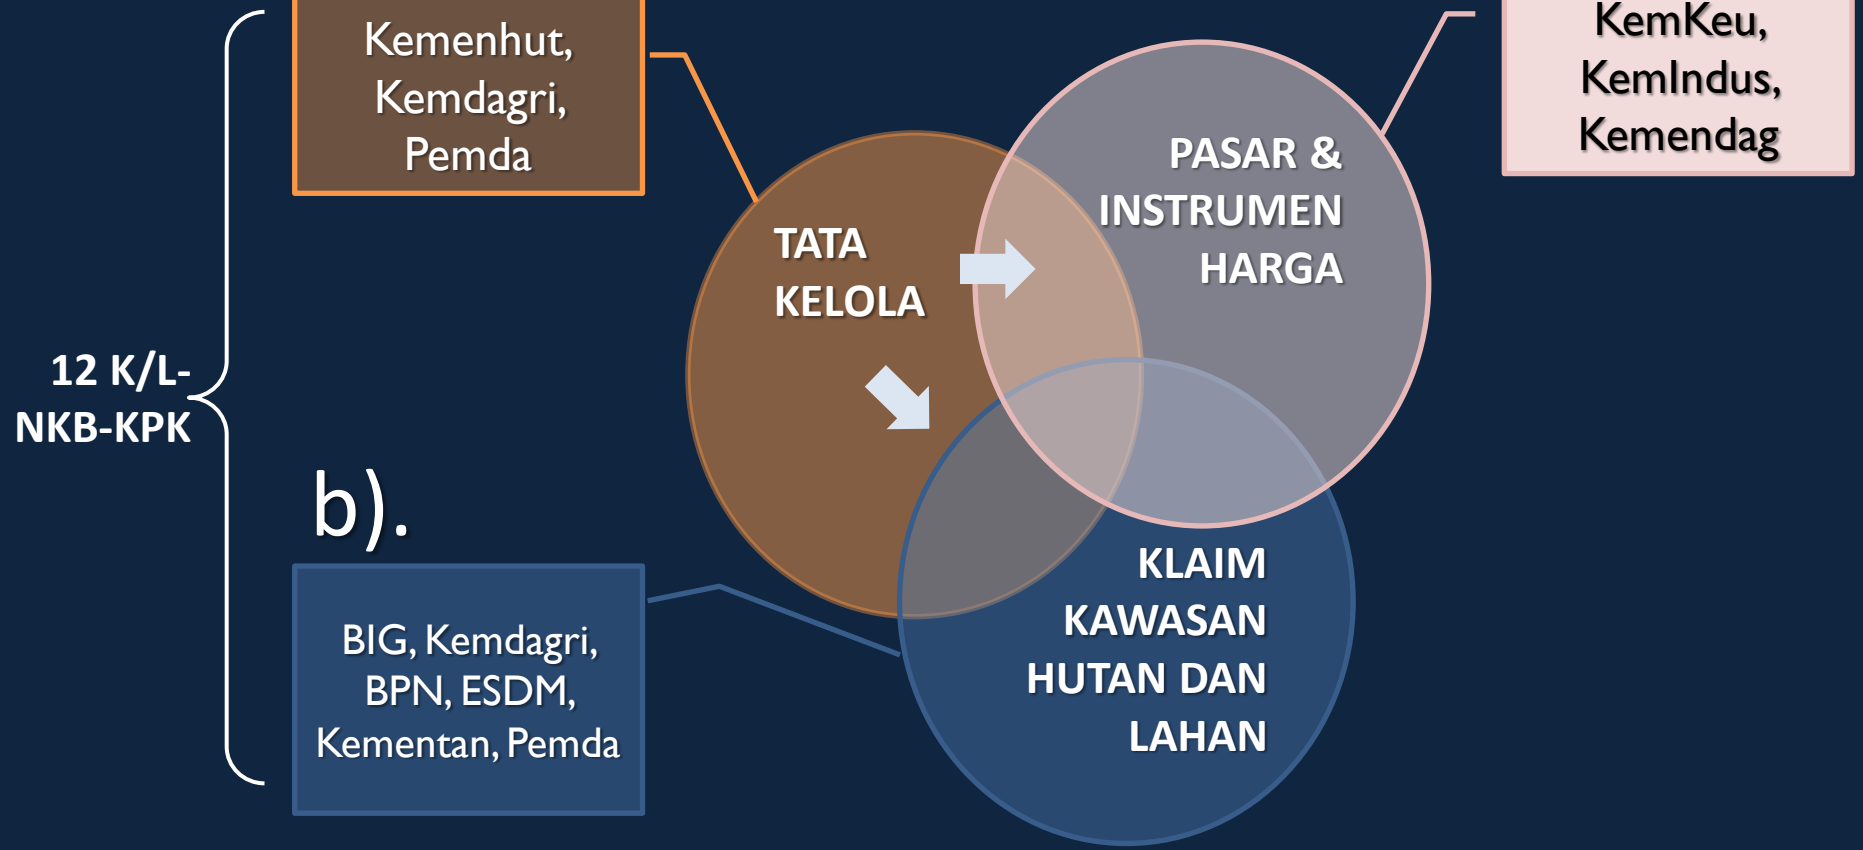 Kemenhut,
Kemdagri,
Pemda
KemKeu,
KemIndus,
Kemendag
PASAR &
INSTRUMEN
HARGA
TATA
KELOLA
12 K/L-
NKB-KPK
b).
BIG, Kemdagri,
BPN, ESDM,
Kementan, Pemda
KLAIM
KAWASAN
HUTAN DAN
LAHAN